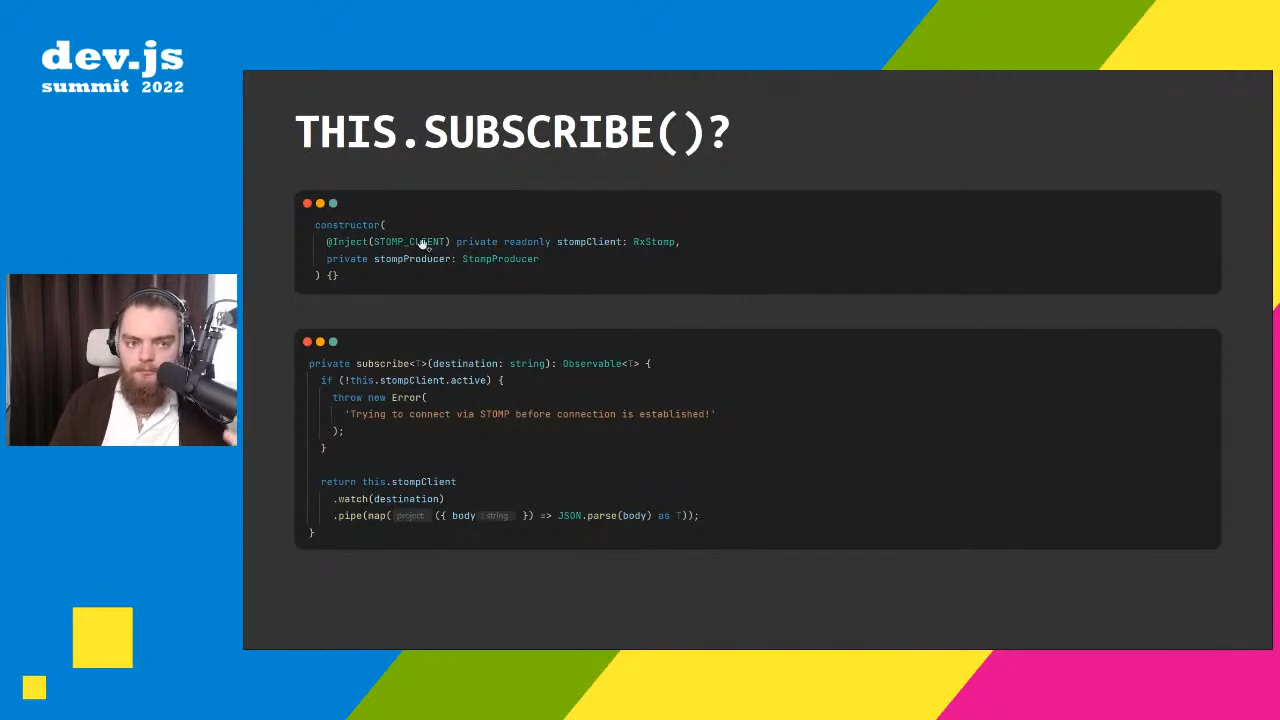 dev.js
summit 2022
THIS.SUBSCRIBE()?
constructor(
@Inject(STOMP_CLIENT) private readonly stompClient: RxStomp,
private stompProducer: StompProducer
) {}
private subscribe<T>(destination: string): Observable<T> {
if (!this.stompClient.active) {
throw new Error(
'Trying to connect via STOMP before connection is established!'
);
}
return this.stompClient
.watch(destination)
.pipe(map( project: ({ body : string }) => JSON.parse(body) as T));
}